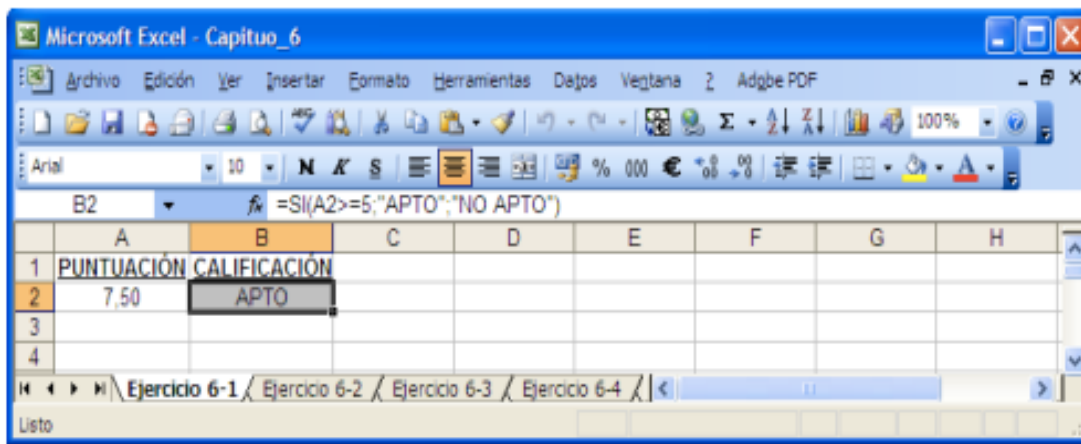 Microsoft Excel - Capituo_6
Archivo Edición Ver Insertar Formato Herramientas Datos Ventana ? Adobe PDF
100%
Arial 10 N K S % 000 €
B2 fx =SI(A2>=5;"APTO";"NO APTO")
A B C D E F G H
1 PUNTUACIÓN CALIFICACIÓN
2 7,50 APTO
3
4
Ejercicio 6-1 Ejercicio 6-2 Ejercicio 6-3 Ejercicio 6-4
Listo